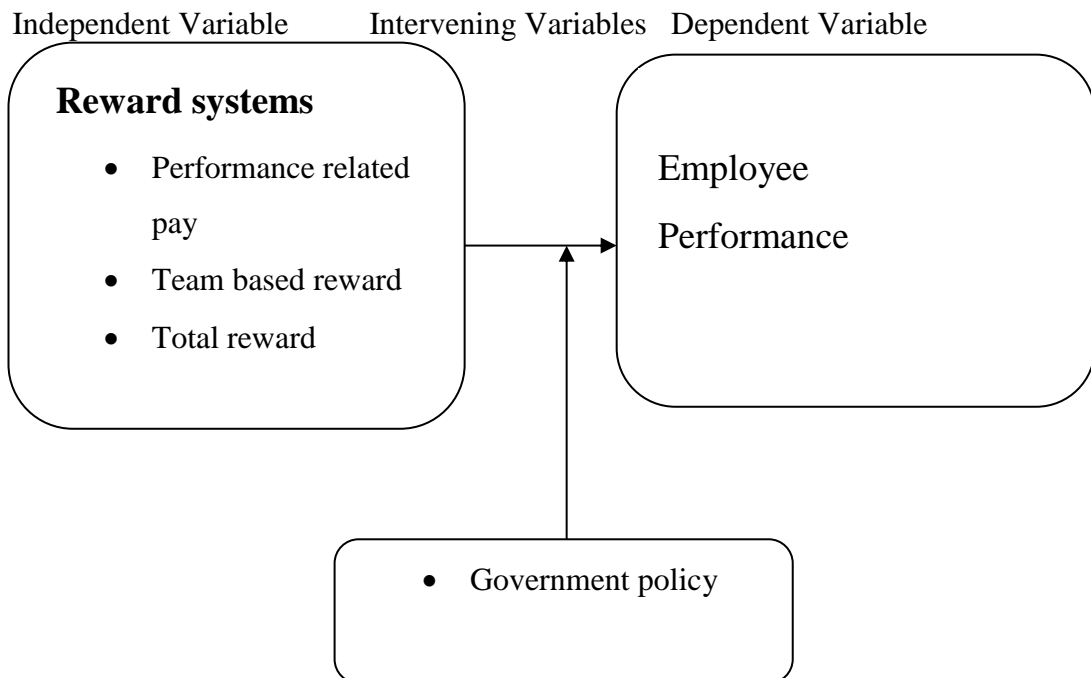 Independent Variable Intervening Variables Dependent Variable
Reward systems
• Performance related
pay
• Team based reward
• Total reward
Employee
Performance
• Government policy